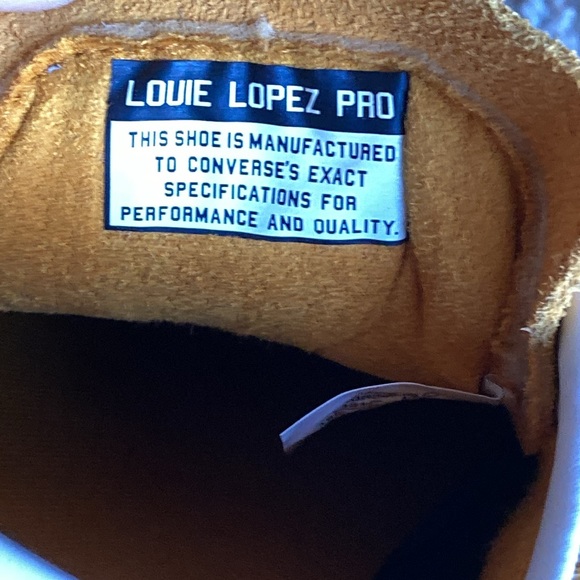 LOUIE LOPEZ PRO
THIS SHOE IS MANUFACTURED
TO CONVERSE'S EXACT
SPECIFICATIONS FOR
PERFORMANCE AND QUALITY.